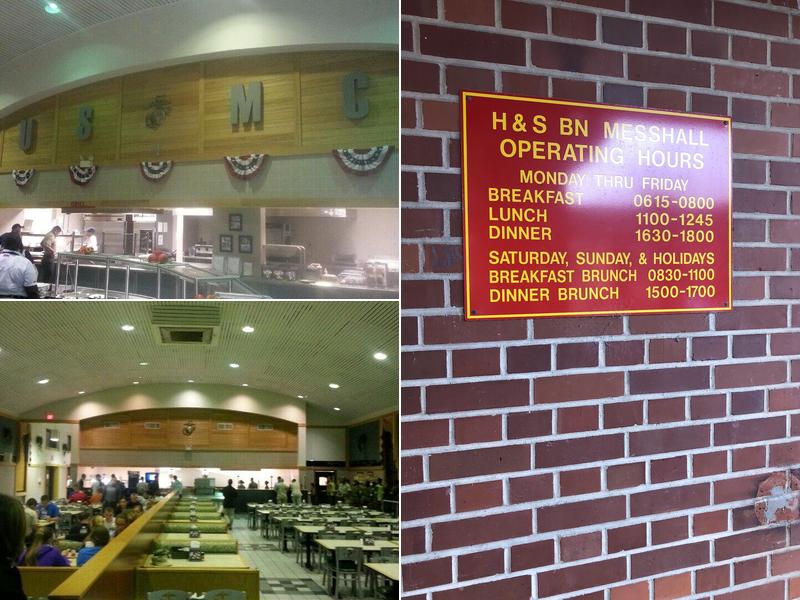 USMC
H & S BN MESSHALL
OPERATING HOURS
MONDAY THRU FRIDAY
BREAKFAST 0615-0800
LUNCH 1100-1245
DINNER 1630-1800
SATURDAY, SUNDAY, & HOLIDAYS
BREAKFAST BRUNCH 0830-1100
DINNER BRUNCH 1500-1700